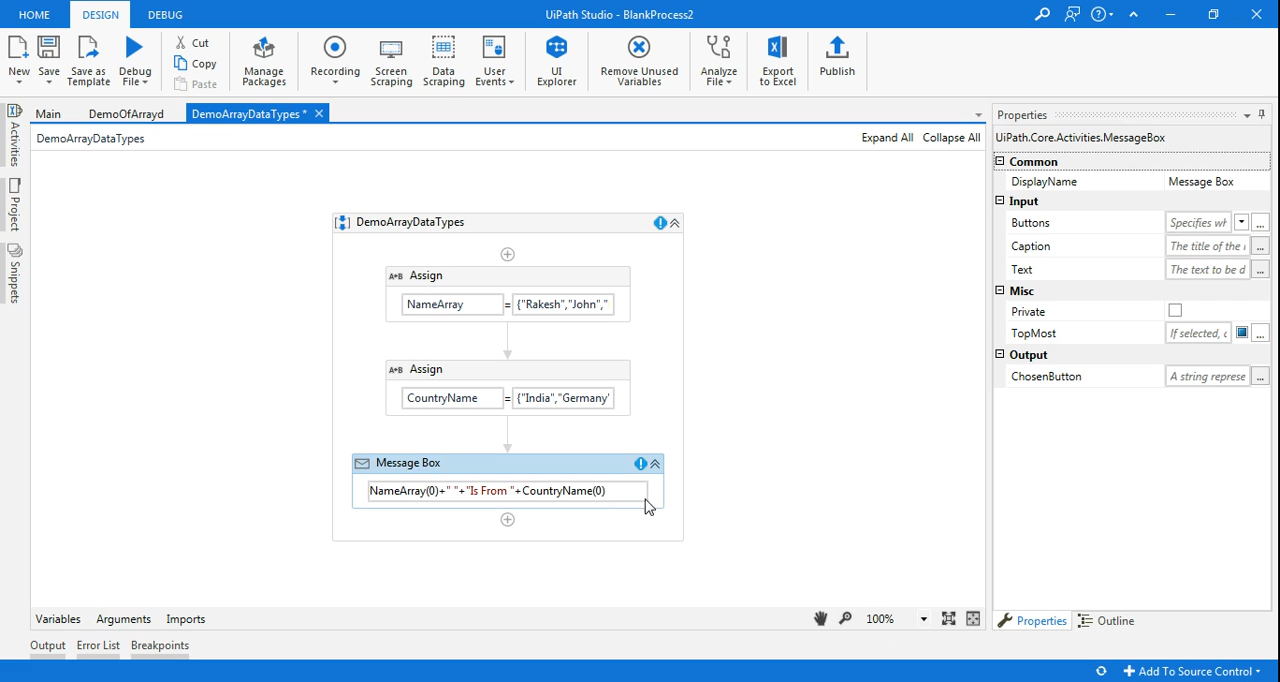 HOME DESIGN DEBUG UiPath Studio - BlankProcess2
New Save Save as Template Debug File Cut Copy Paste Manage Packages Recording Screen Scraping Data Scraping User Events UI Explorer Remove Unused Variables Analyze File Export to Excel Publish
Main DemoOfArrayd DemoArrayDataTypes *
DemoArrayDataTypes Expand All Collapse All
Activities
Project
Snippets
DemoArrayDataTypes
A+B Assign
NameArray = {"Rakesh","John","
A+B Assign
CountryName = {"India","Germany'
Message Box
NameArray(0)+" "+"Is From "+CountryName(0)
Properties
UiPath.Core.Activities.MessageBox
Common
DisplayName Message Box
Input
Buttons Specifies wh ...
Caption The title of the ...
Text The text to be d ...
Misc
Private
TopMost If selected, c ...
Output
ChosenButton A string represe ...
Variables Arguments Imports 100%
Properties Outline
Output Error List Breakpoints
Add To Source Control